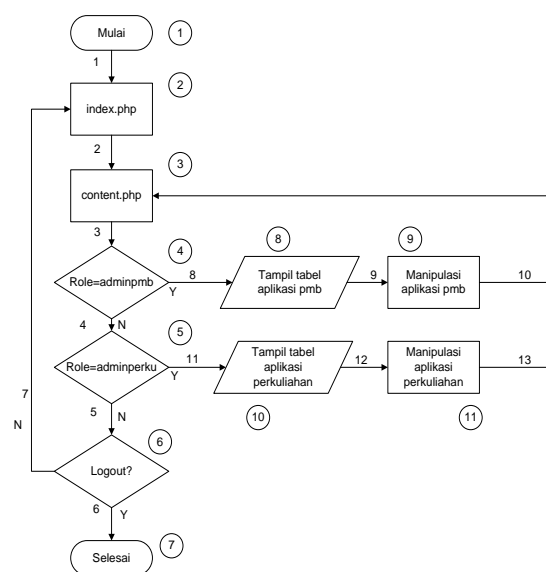 Mulai
1
1
2
index.php
2
3
content.php
3
4
8
9
Role=adminpmb
8
Y
Tampil tabel
aplikasi pmb
9
Manipulasi
aplikasi pmb
10
4
N
5
Role=adminperku
11
Y
Tampil tabel
aplikasi
perkuliahan
12
Manipulasi
aplikasi
perkuliahan
13
7
N
5
N
10
11
6
Logout?
6
Y
Selesai
7